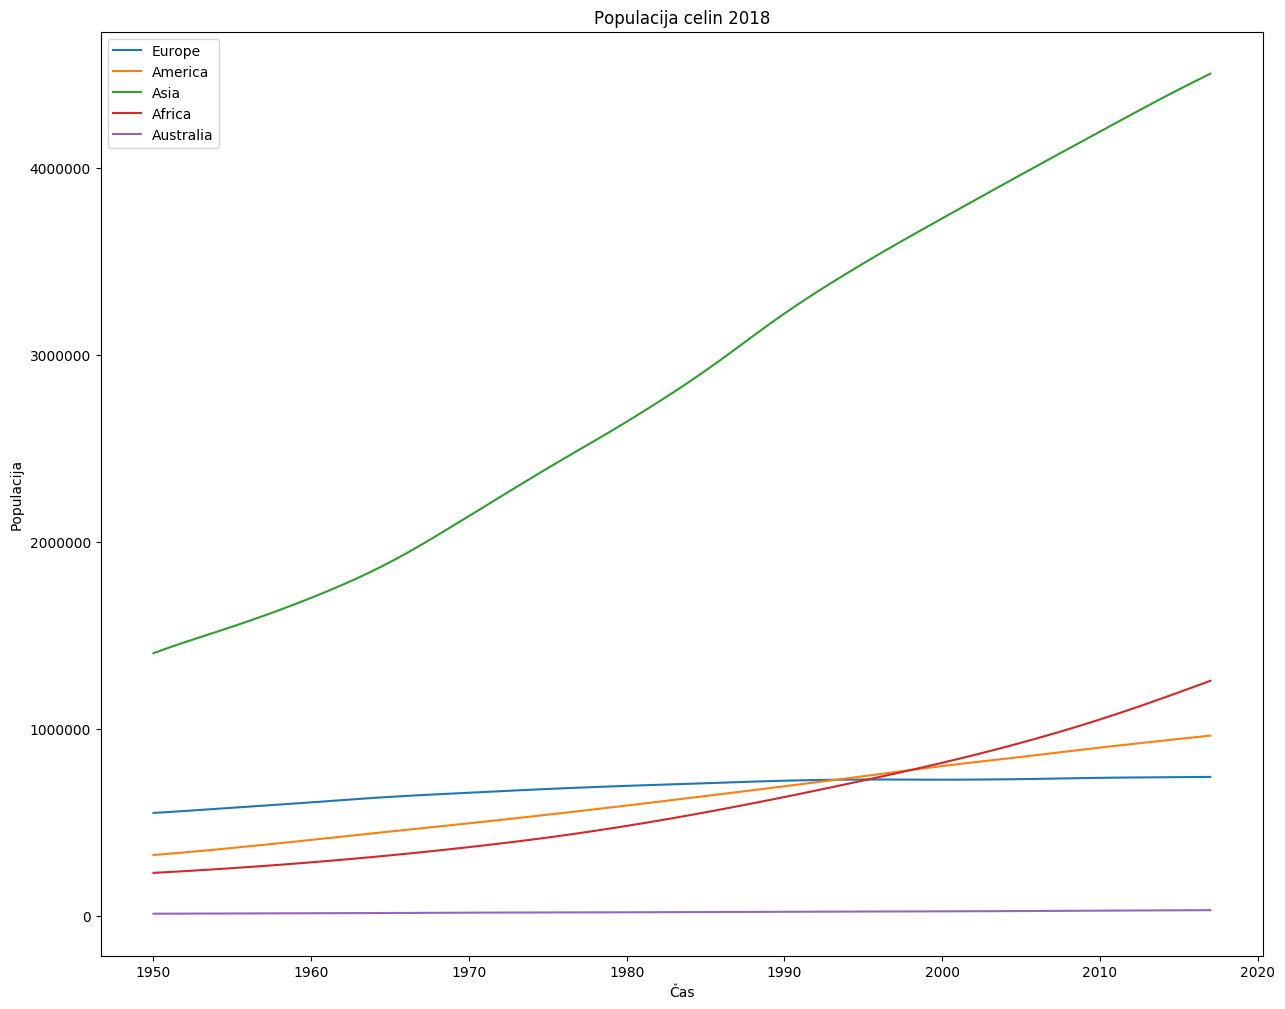 Populacija celin 2018
Europe
America
Asia
Africa
Australia
4000000
3000000
2000000
1000000
0
Populacija
1950 1960 1970 1980 1990 2000 2010 2020
Čas